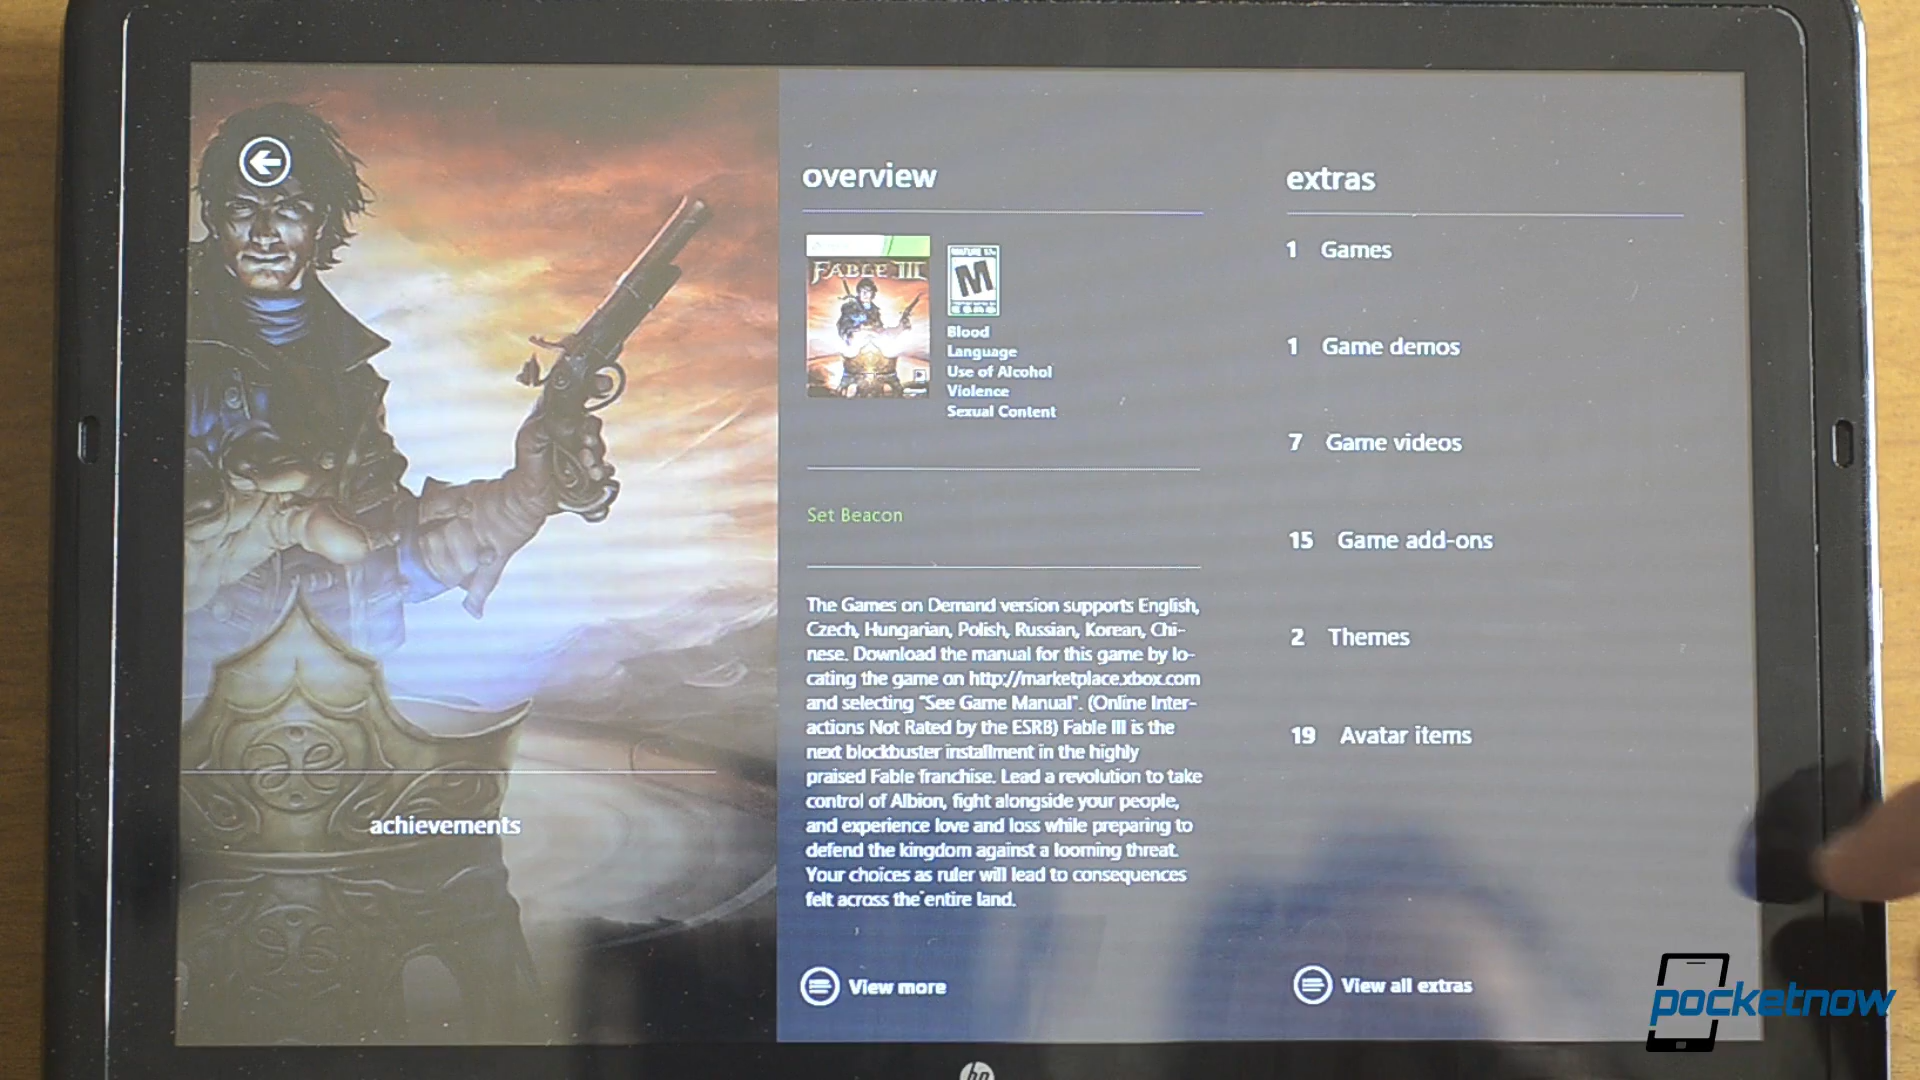 overview
FABLE III
MATURE 17+
M
ESRB
Blood
Language
Use of Alcohol
Violence
Sexual Content
Set Beacon
The Games on Demand version supports English,
Czech, Hungarian, Polish, Russian, Korean, Chi-
nese. Download the manual for this game by lo-
cating the game on http://marketplace.xbox.com
and selecting "See Game Manual". (Online Inter-
actions Not Rated by the ESRB) Fable III is the
next blockbuster installment in the highly
praised Fable franchise. Lead a revolution to take
control of Albion, fight alongside your people,
and experience love and loss while preparing to
defend the kingdom against a looming threat.
Your choices as ruler will lead to consequences
felt across the entire land.
View more
extras
1 Games
1 Game demos
7 Game videos
15 Game add-ons
2 Themes
19 Avatar items
View all extras
achievements
hp
pocketnow